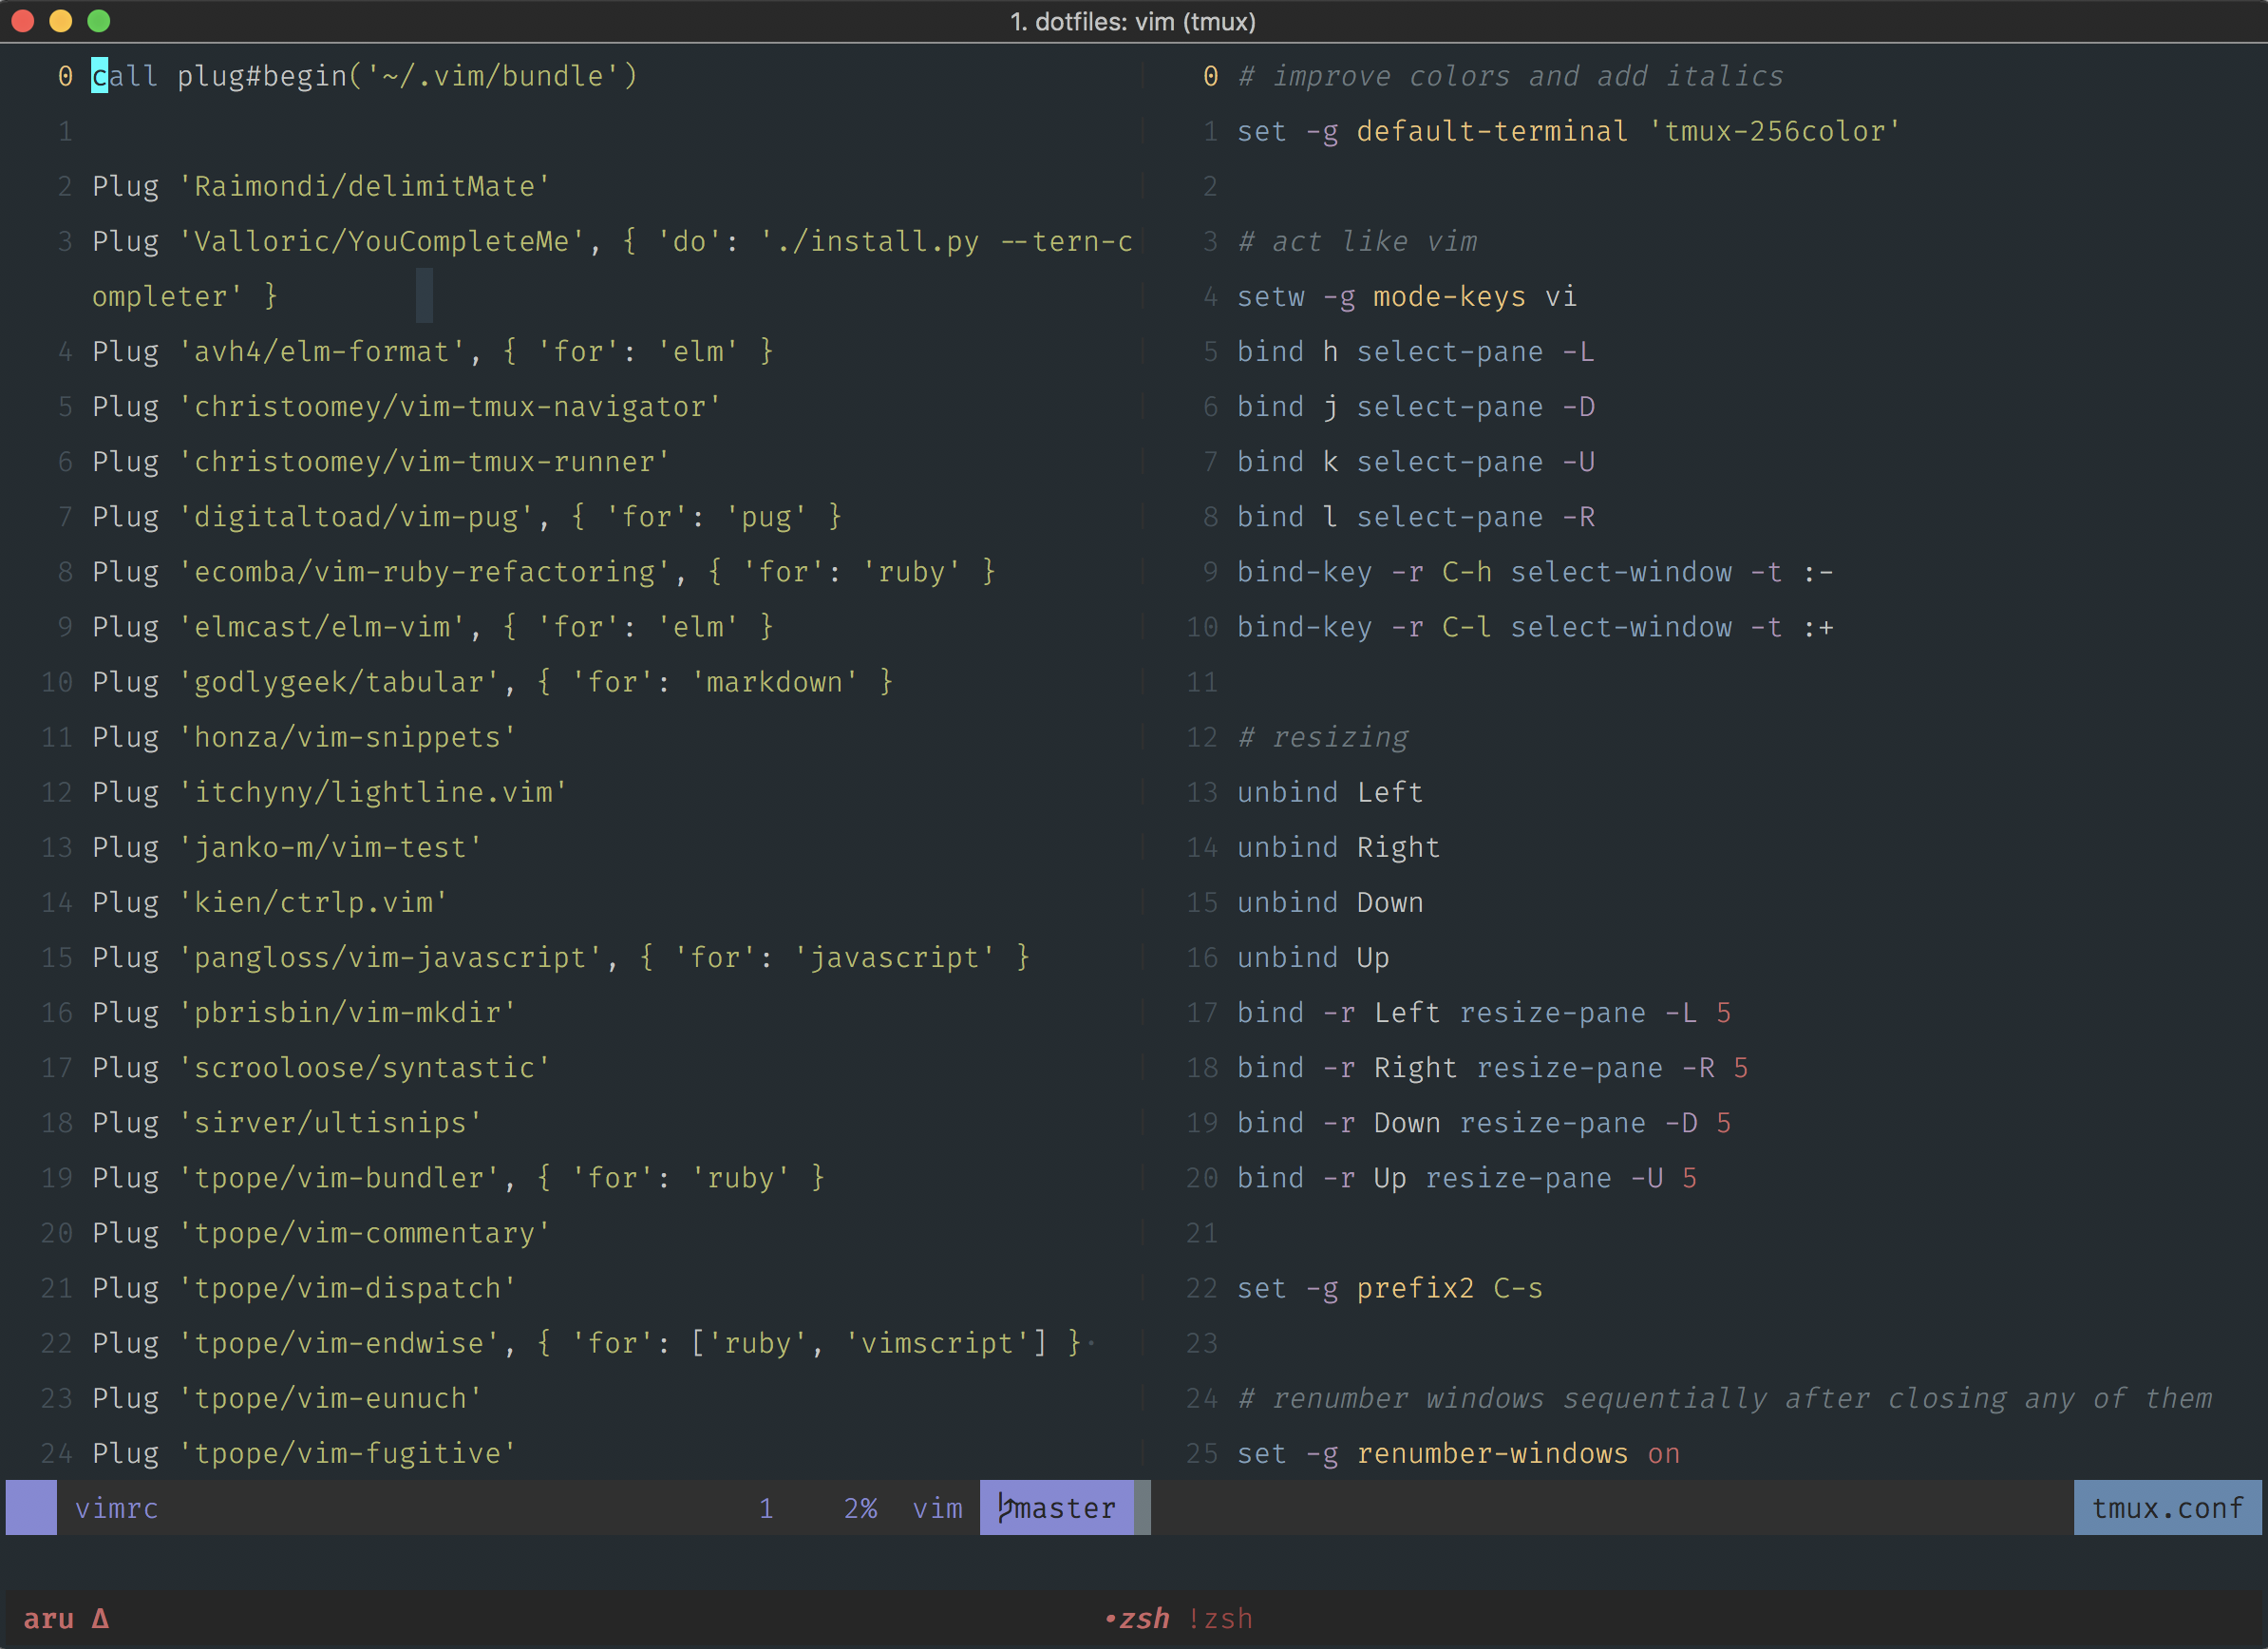 1. dotfiles: vim (tmux)
0 call plug#begin('~/.vim/bundle')
1
2 Plug 'Raimondi/delimitMate'
3 Plug 'Valloric/YouCompleteMe', { 'do': './install.py --tern-c
ompleter' }
4 Plug 'avh4/elm-format', { 'for': 'elm' }
5 Plug 'christoomey/vim-tmux-navigator'
6 Plug 'christoomey/vim-tmux-runner'
7 Plug 'digitaltoad/vim-pug', { 'for': 'pug' }
8 Plug 'ecomba/vim-ruby-refactoring', { 'for': 'ruby' }
9 Plug 'elmcast/elm-vim', { 'for': 'elm' }
10 Plug 'godlygeek/tabular', { 'for': 'markdown' }
11 Plug 'honza/vim-snippets'
12 Plug 'itchyny/lightline.vim'
13 Plug 'janko-m/vim-test'
14 Plug 'kien/ctrlp.vim'
15 Plug 'pangloss/vim-javascript', { 'for': 'javascript' }
16 Plug 'pbrisbin/vim-mkdir'
17 Plug 'scrooloose/syntastic'
18 Plug 'sirver/ultisnips'
19 Plug 'tpope/vim-bundler', { 'for': 'ruby' }
20 Plug 'tpope/vim-commentary'
21 Plug 'tpope/vim-dispatch'
22 Plug 'tpope/vim-endwise', { 'for': ['ruby', 'vimscript'] }·
23 Plug 'tpope/vim-eunuch'
24 Plug 'tpope/vim-fugitive'
vimrc 1 2% vim master
0 # improve colors and add italics
1 set -g default-terminal 'tmux-256color'
2
3 # act like vim
4 setw -g mode-keys vi
5 bind h select-pane -L
6 bind j select-pane -D
7 bind k select-pane -U
8 bind l select-pane -R
9 bind-key -r C-h select-window -t :-
10 bind-key -r C-l select-window -t :+
11
12 # resizing
13 unbind Left
14 unbind Right
15 unbind Down
16 unbind Up
17 bind -r Left resize-pane -L 5
18 bind -r Right resize-pane -R 5
19 bind -r Down resize-pane -D 5
20 bind -r Up resize-pane -U 5
21
22 set -g prefix2 C-s
23
24 # renumber windows sequentially after closing any of them
25 set -g renumber-windows on
tmux.conf
aru Δ •zsh !zsh